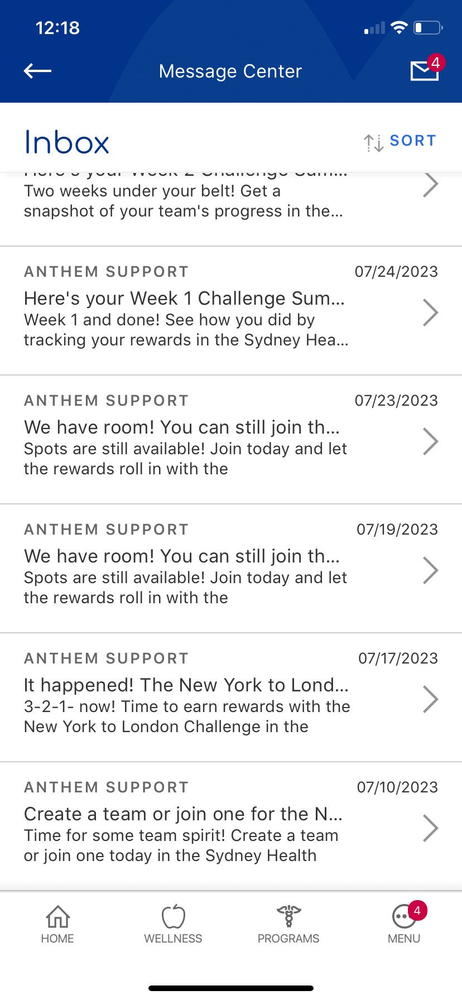 12:18
Message Center
4
Inbox
SORT
Here's your Week 2 Challenge Sum...
Two weeks under your belt! Get a
snapshot of your team's progress in the...
ANTHEM SUPPORT
07/24/2023
Here's your Week 1 Challenge Sum...
Week 1 and done! See how you did by
tracking your rewards in the Sydney Hea...
ANTHEM SUPPORT
07/23/2023
We have room! You can still join th...
Spots are still available! Join today and let
the rewards roll in with the
ANTHEM SUPPORT
07/19/2023
We have room! You can still join th...
Spots are still available! Join today and let
the rewards roll in with the
ANTHEM SUPPORT
07/17/2023
It happened! The New York to Lond...
3-2-1- now! Time to earn rewards with the
New York to London Challenge in the
ANTHEM SUPPORT
07/10/2023
Create a team or join one for the N...
Time for some team spirit! Create a team
or join one today in the Sydney Health
4
HOME
WELLNESS
PROGRAMS
MENU